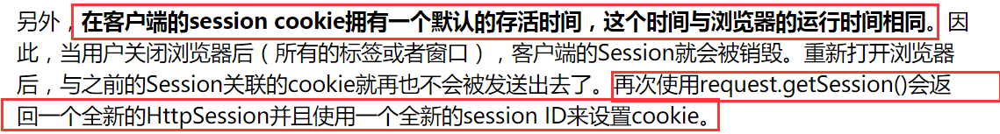 另外，在客户端的session cookie拥有一个默认的存活时间，这个时间与浏览器的运行时间相同。因
此，当用户关闭浏览器后（所有的标签或者窗口），客户端的Session就会被销毁。重新打开浏览器
后，与之前的Session关联的cookie就再也不会被发送出去了。再次使用request.getSession()会返
回一个全新的HttpSession并且使用一个全新的session ID来设置cookie。